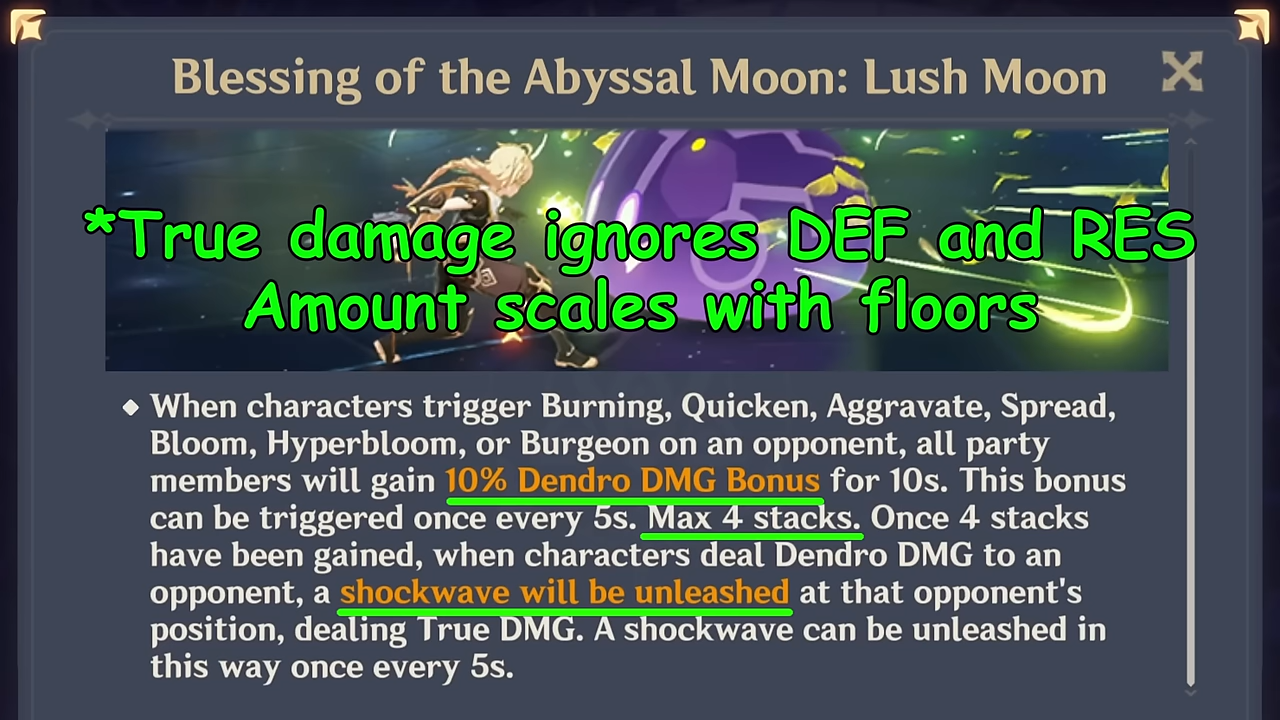 Blessing of the Abyssal Moon: Lush Moon
*True damage ignores DEF and RES
Amount scales with floors
When characters trigger Burning, Quicken, Aggravate, Spread,
Bloom, Hyperbloom, or Burgeon on an opponent, all party
members will gain 10% Dendro DMG Bonus for 10s. This bonus
can be triggered once every 5s. Max 4 stacks. Once 4 stacks
have been gained, when characters deal Dendro DMG to an
opponent, a shockwave will be unleashed at that opponent's
position, dealing True DMG. A shockwave can be unleashed in
this way once every 5s.